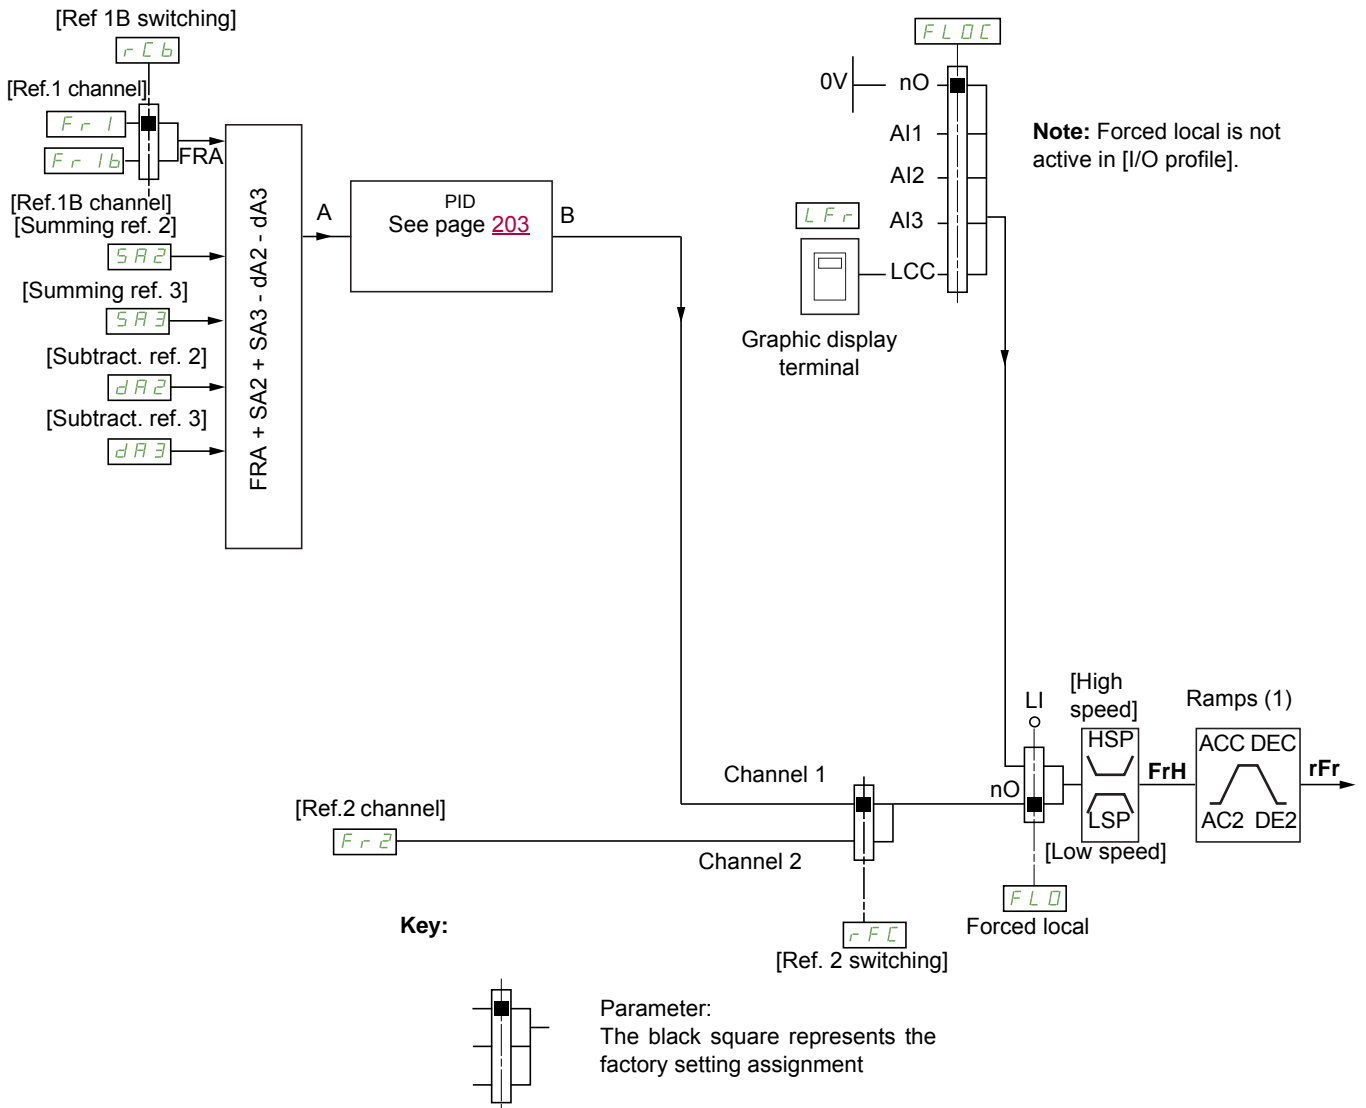 [Ref 1B switching]
rCb
[Ref.1 channel]
Fr1
Fr1b
FRA
[Ref.1B channel]
[Summing ref. 2]
SA2
[Summing ref. 3]
SA3
[Subtract. ref. 2]
dA2
[Subtract. ref. 3]
dA3
FRA + SA2 + SA3 - dA2 - dA3
A
PID
See page 203
B
FLOC
0V
nO
AI1
AI2
AI3
LCC
LFr
Graphic display
terminal
Note: Forced local is not
active in [I/O profile].
[Ref.2 channel]
Fr2
Channel 1
Channel 2
rFC
[Ref. 2 switching]
LI
nO
FLO
Forced local
[High
speed]
HSP
LSP
[Low speed]
FrH
Ramps (1)
ACC DEC
AC2 DE2
rFr
Key:
Parameter:
The black square represents the
factory setting assignment